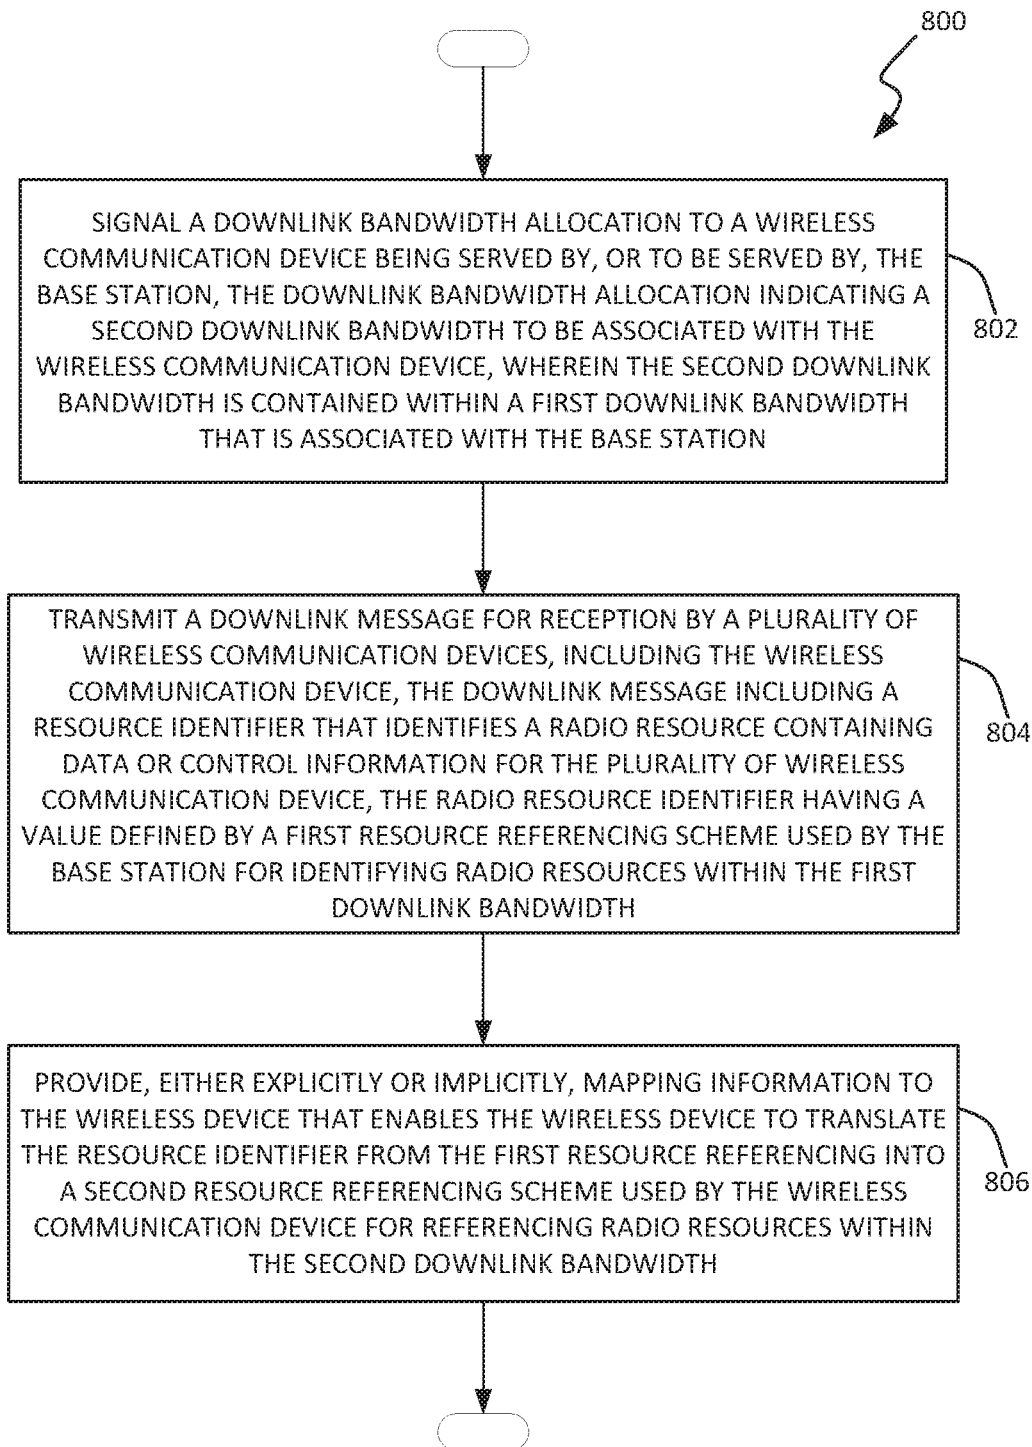 800
SIGNAL A DOWNLINK BANDWIDTH ALLOCATION TO A WIRELESS
COMMUNICATION DEVICE BEING SERVED BY, OR TO BE SERVED BY, THE
BASE STATION, THE DOWNLINK BANDWIDTH ALLOCATION INDICATING A
SECOND DOWNLINK BANDWIDTH TO BE ASSOCIATED WITH THE
WIRELESS COMMUNICATION DEVICE, WHEREIN THE SECOND DOWNLINK
BANDWIDTH IS CONTAINED WITHIN A FIRST DOWNLINK BANDWIDTH
THAT IS ASSOCIATED WITH THE BASE STATION
802
TRANSMIT A DOWNLINK MESSAGE FOR RECEPTION BY A PLURALITY OF
WIRELESS COMMUNICATION DEVICES, INCLUDING THE WIRELESS
COMMUNICATION DEVICE, THE DOWNLINK MESSAGE INCLUDING A
RESOURCE IDENTIFIER THAT IDENTIFIES A RADIO RESOURCE CONTAINING
DATA OR CONTROL INFORMATION FOR THE PLURALITY OF WIRELESS
COMMUNICATION DEVICE, THE RADIO RESOURCE IDENTIFIER HAVING A
VALUE DEFINED BY A FIRST RESOURCE REFERENCING SCHEME USED BY THE
BASE STATION FOR IDENTIFYING RADIO RESOURCES WITHIN THE FIRST
DOWNLINK BANDWIDTH
804
PROVIDE, EITHER EXPLICITLY OR IMPLICITLY, MAPPING INFORMATION TO
THE WIRELESS DEVICE THAT ENABLES THE WIRELESS DEVICE TO TRANSLATE
THE RESOURCE IDENTIFIER FROM THE FIRST RESOURCE REFERENCING INTO
A SECOND RESOURCE REFERENCING SCHEME USED BY THE WIRELESS
COMMUNICATION DEVICE FOR REFERENCING RADIO RESOURCES WITHIN
THE SECOND DOWNLINK BANDWIDTH
806